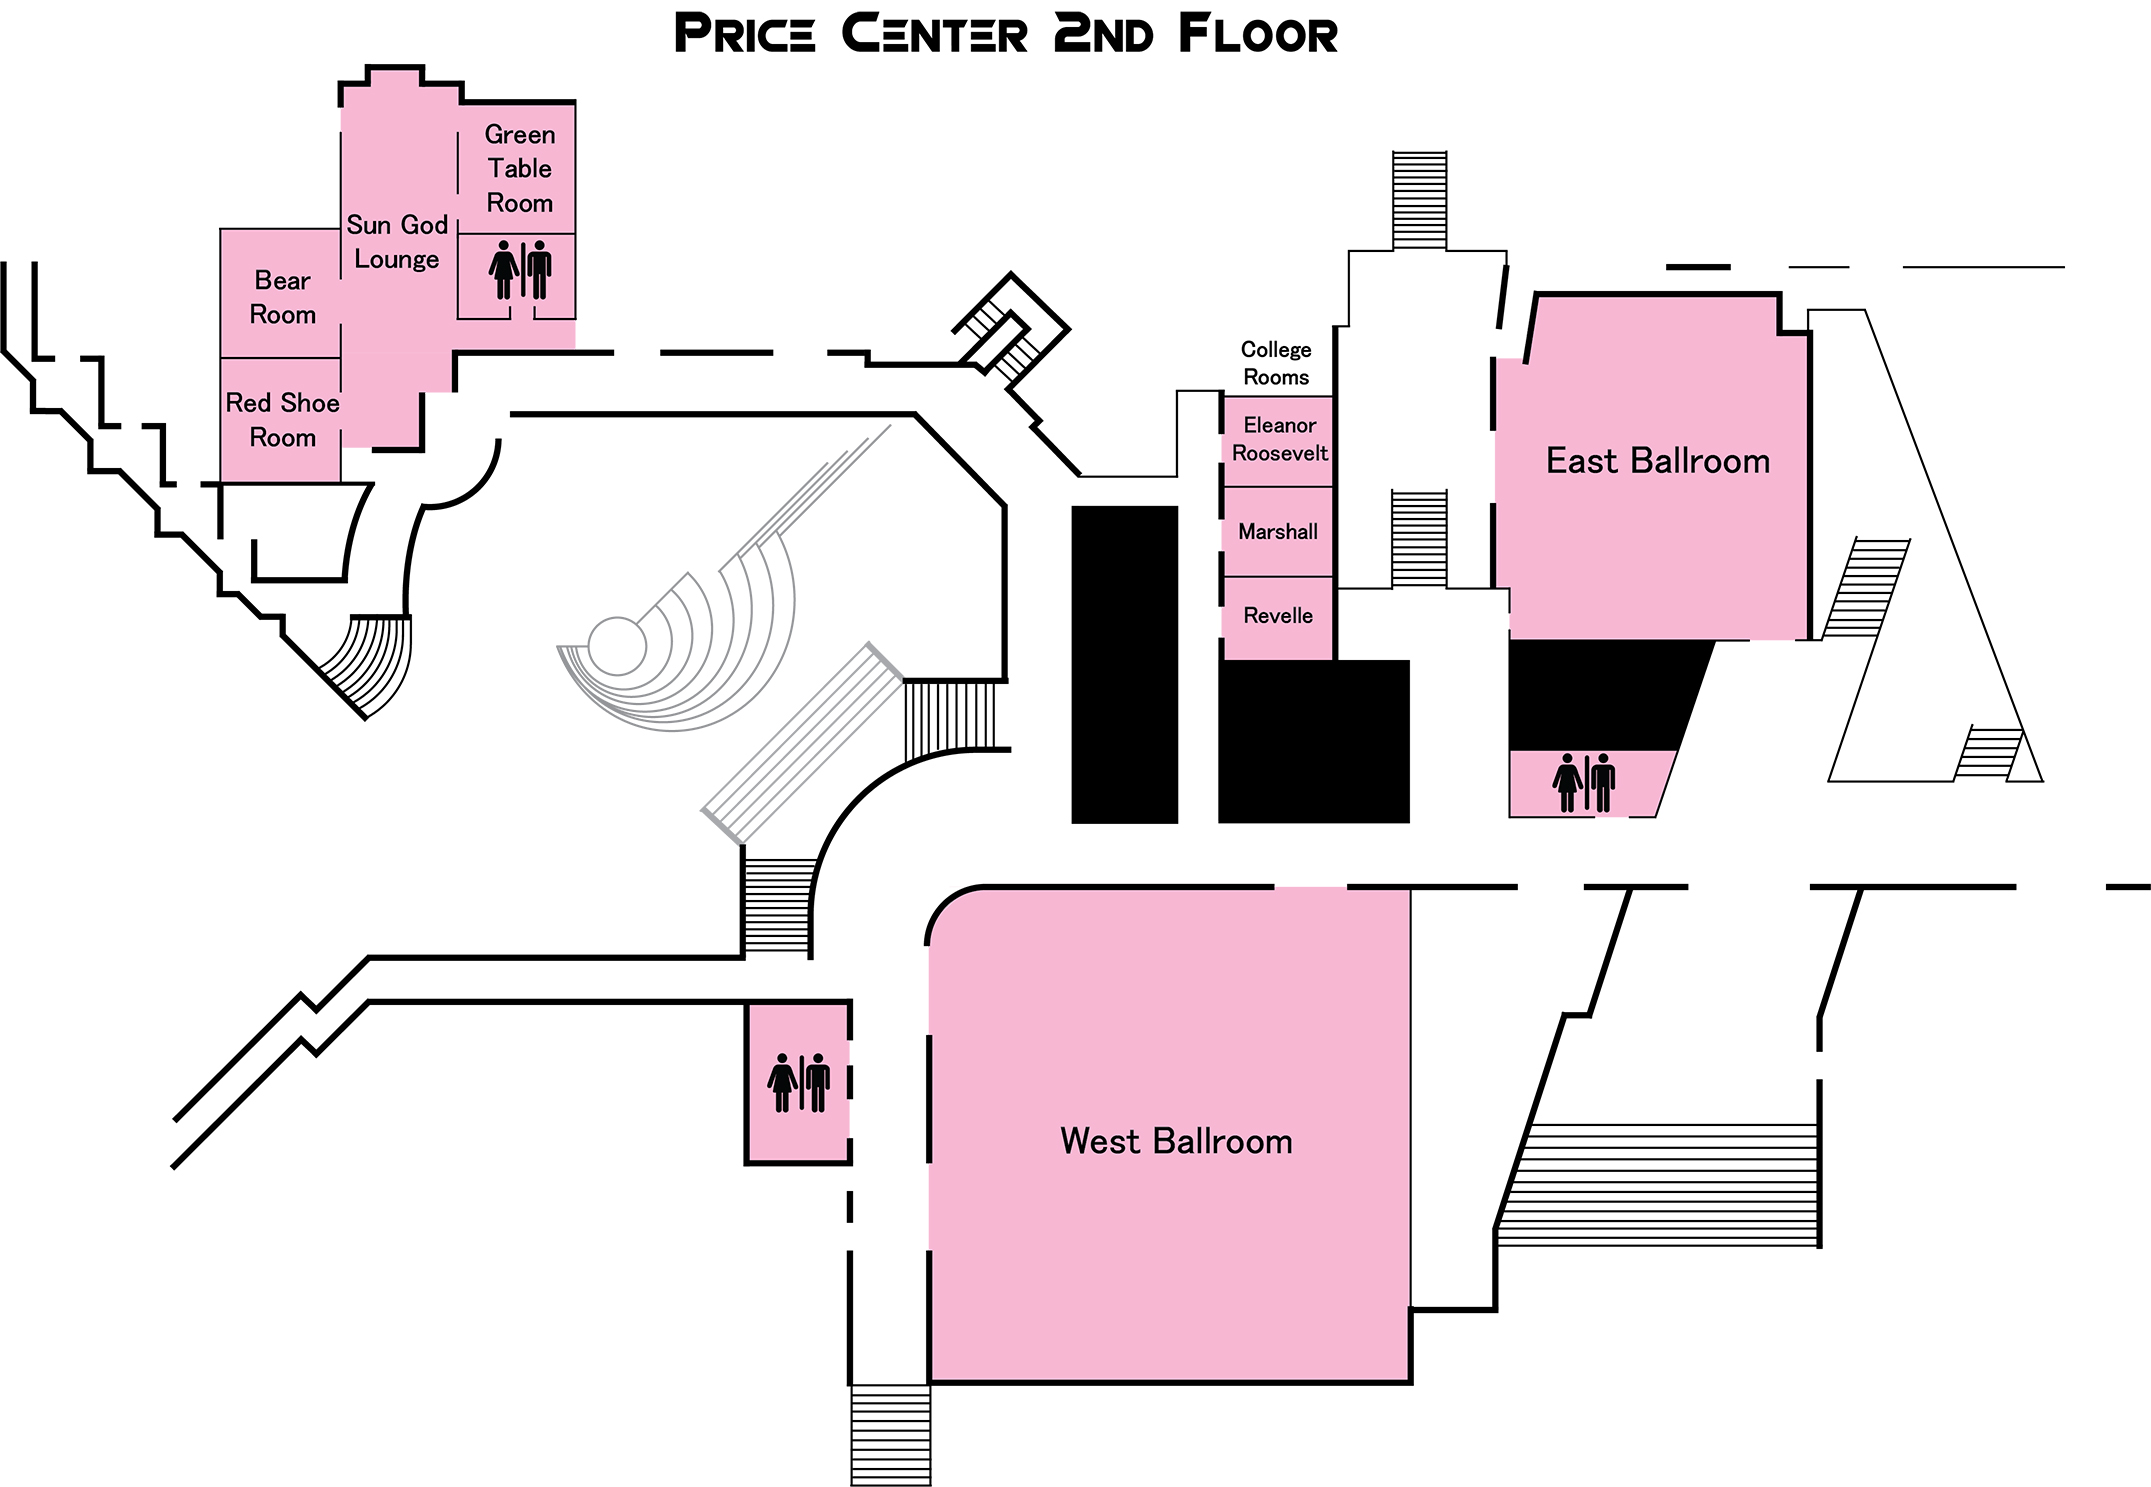 Price Center 2nd Floor
Green
Table
Room
Sun God
Lounge
Bear
Room
Red Shoe
Room
College
Rooms
Eleanor
Roosevelt
Marshall
Revelle
East Ballroom
West Ballroom